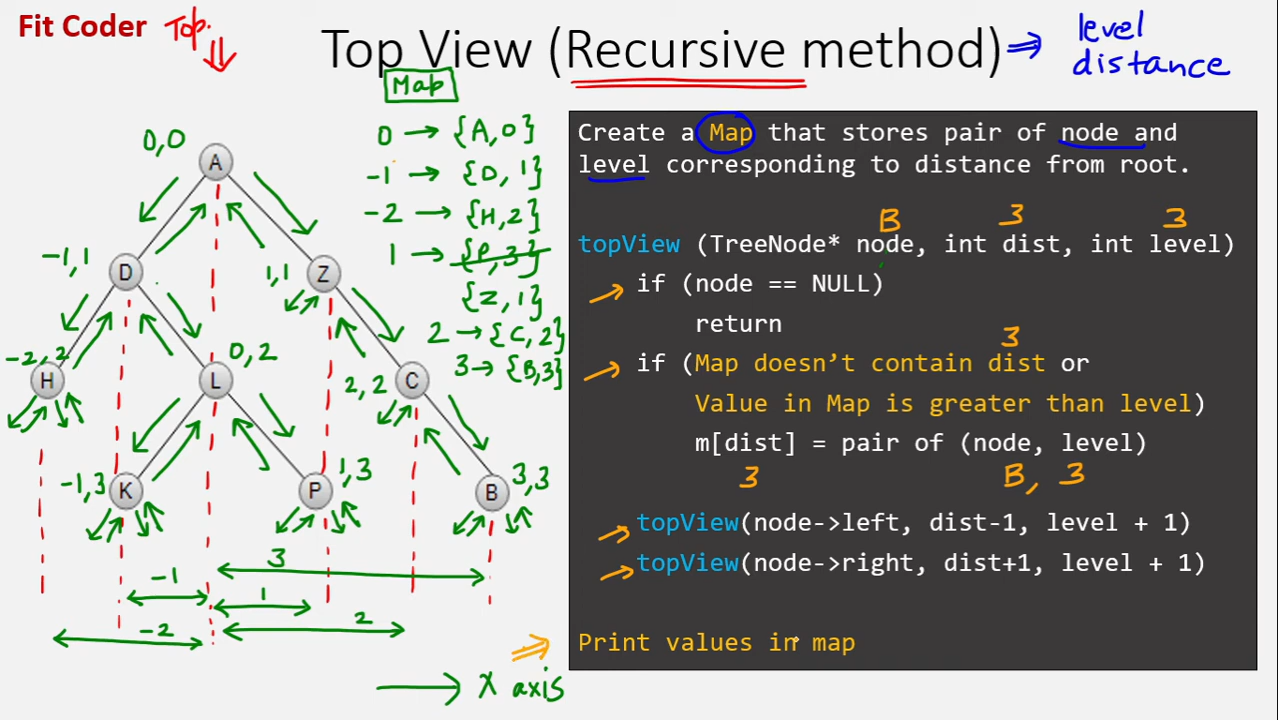 Fit Coder
Top.
Top View (Recursive method)
level
distance
Map
0 → {A,0}
-1 → {D, 1}
-2 → {H,2}
1 → {P,3}
{Z,1}
2 → {C,2}
3 → {B,3}
0,0
A
-1,1
D
1,1
Z
-2,2
H
0,2
L
2,2
C
-1,3
K
1,3
P
3,3
B
3
-1
1
2
-2
X axis
Create a Map that stores pair of node and
level corresponding to distance from root.
B 3 3
topView (TreeNode* node, int dist, int level)
if (node == NULL)
return
3
if (Map doesn't contain dist or
Value in Map is greater than level)
m[dist] = pair of (node, level)
3 B, 3
topView(node->left, dist-1, level + 1)
topView(node->right, dist+1, level + 1)
Print values in map